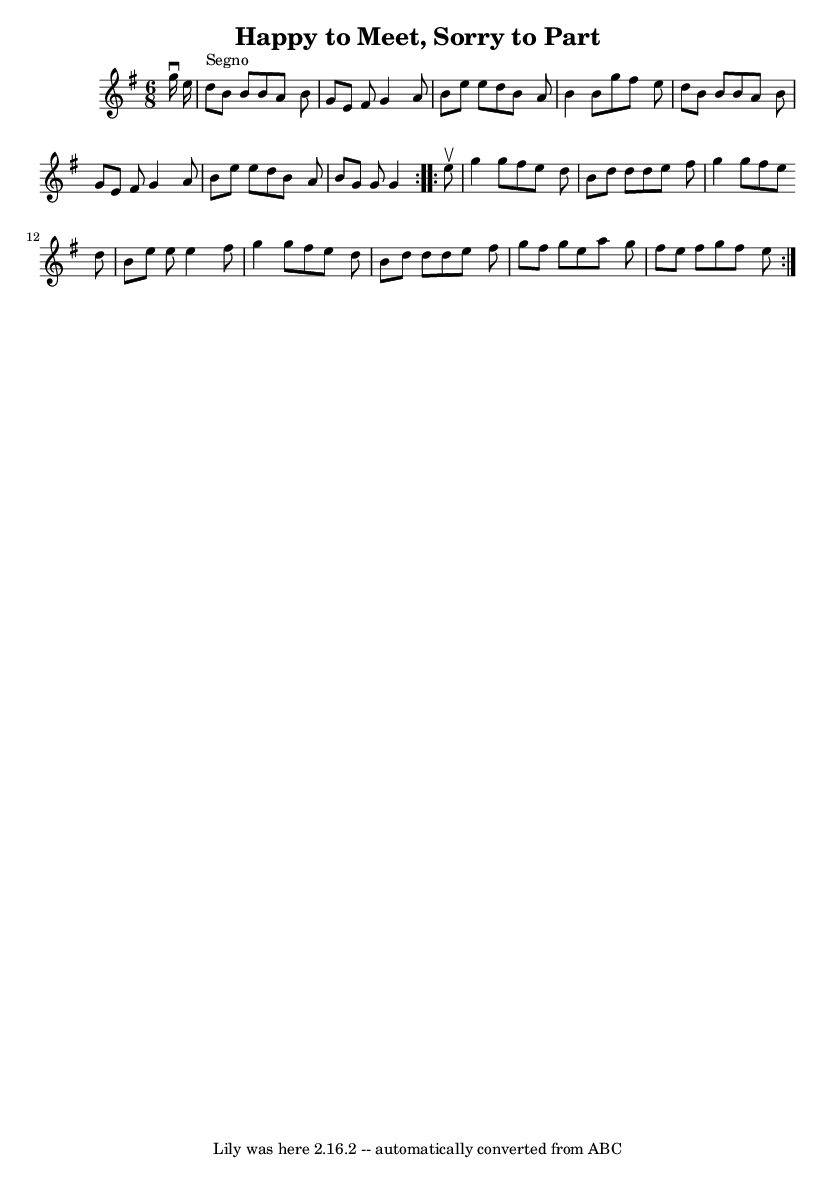 Happy to Meet, Sorry to Part
Segno
6
8
12
Lily was here 2.16.2 -- automatically converted from ABC